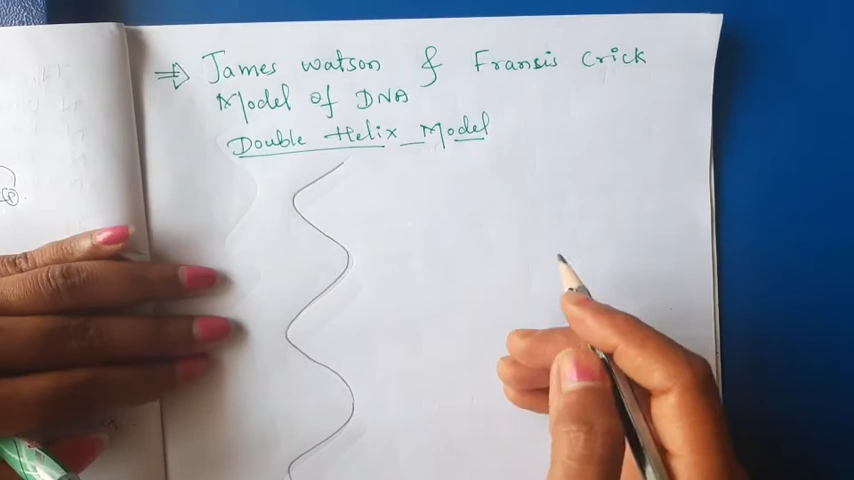 ⇒ James watson & Fransis Crick
Model of DNA
Double Helix Model